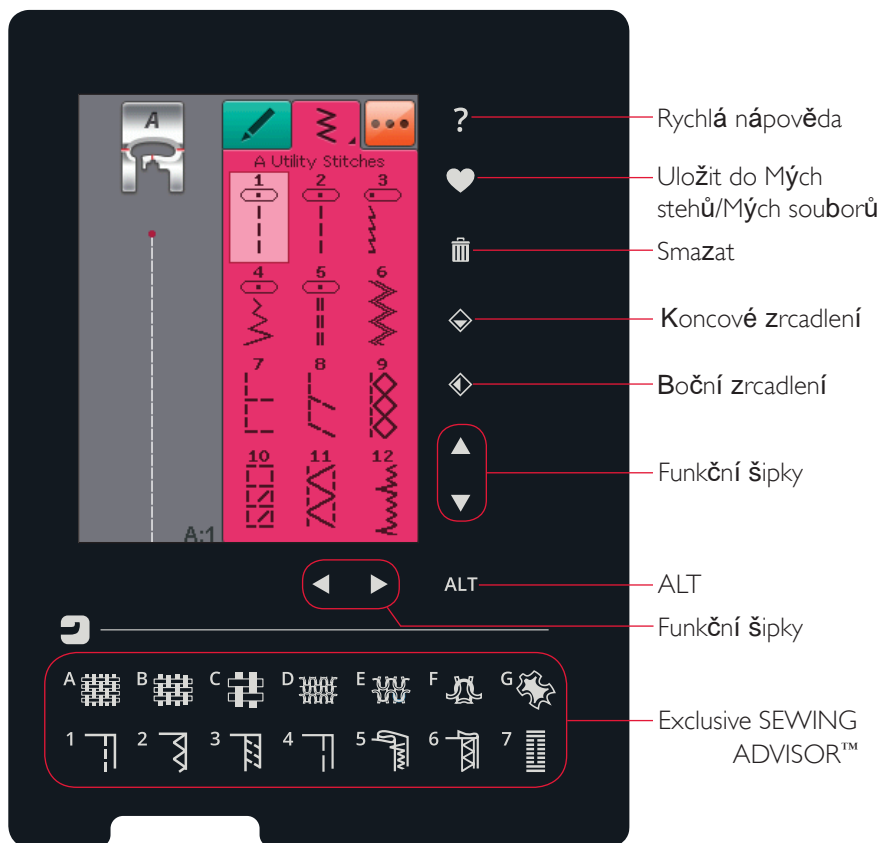 A
A Utility Stitches
1 2 3
4 5 6
7 8 9
10 11 12
A:1
?
Rychlá nápověda
Uložit do Mých
stehů/Mých souborů
Smazat
Koncové zrcadlení
Boční zrcadlení
Funkční šipky
ALT
ALT
Funkční šipky
A B C D E F G
1 2 3 4 5 6 7
Exclusive SEWING
ADVISOR™